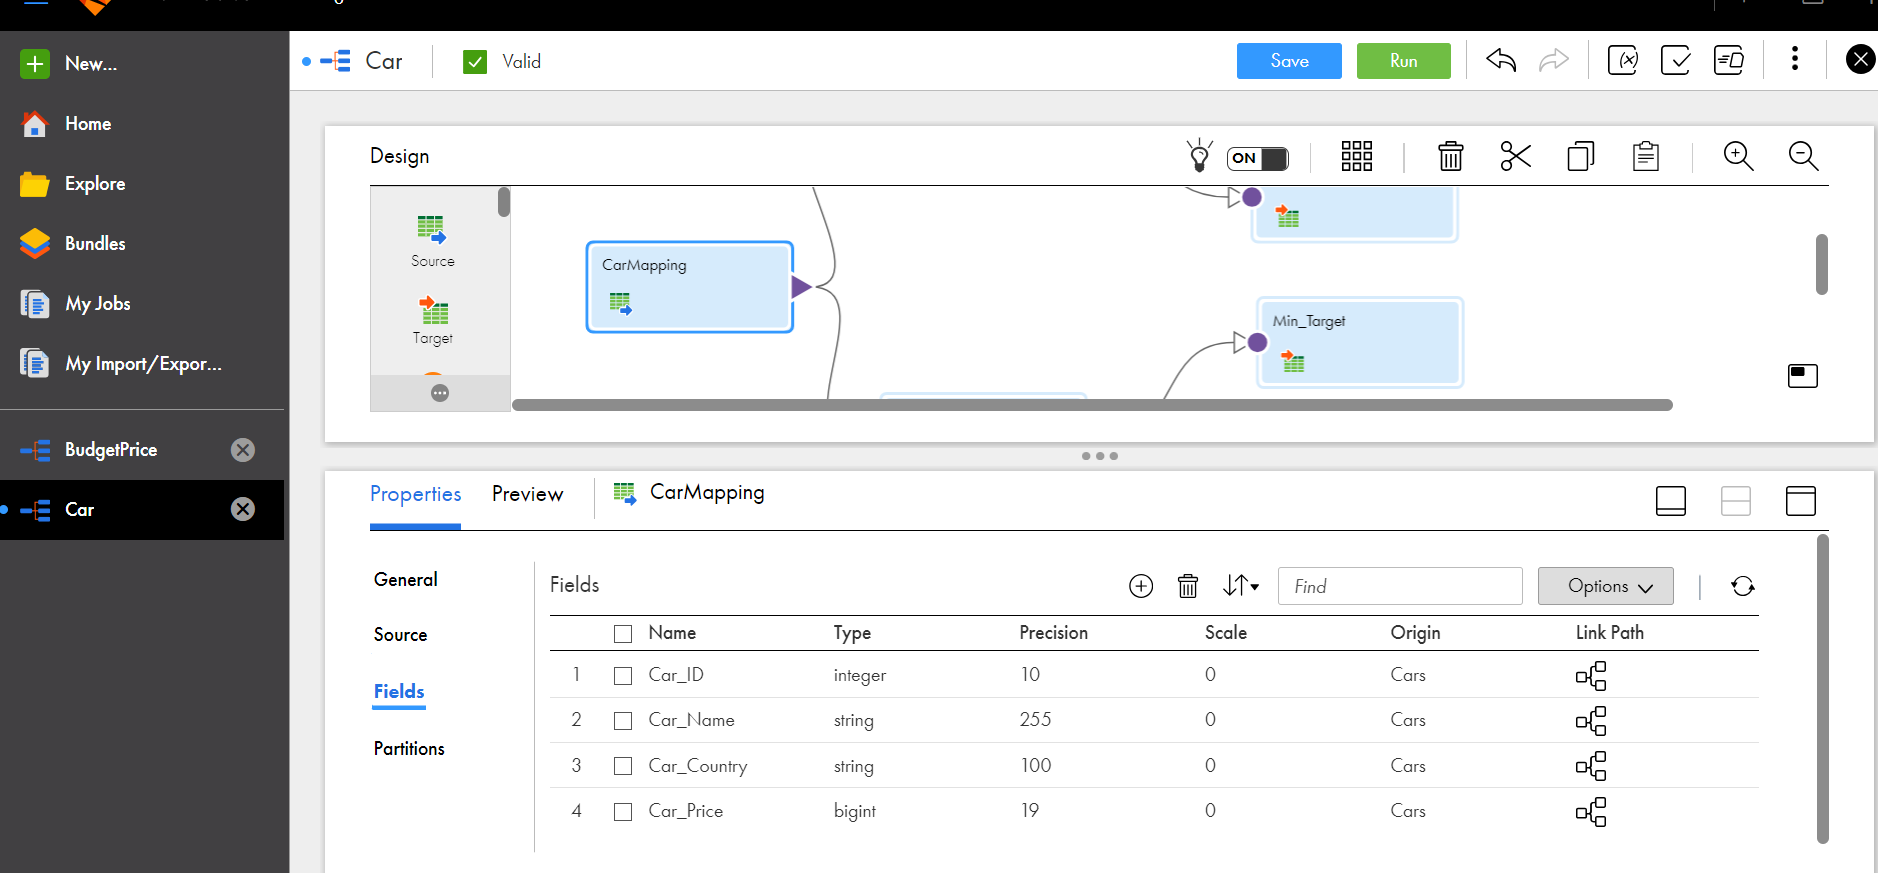 New...
Home
Explore
Bundles
My Jobs
My Import/Expor...
BudgetPrice
Car
Car
Valid
Save
Run
Design
ON
Source
Target
CarMapping
Min_Target
Properties
Preview
CarMapping
General
Source
Fields
Partitions
Fields
Find
Options
Name Type Precision Scale Origin Link Path
1 Car_ID integer 10 0 Cars
2 Car_Name string 255 0 Cars
3 Car_Country string 100 0 Cars
4 Car_Price bigint 19 0 Cars